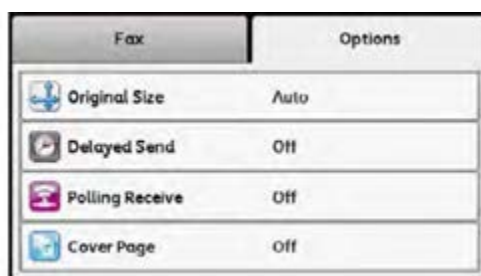 Fax Options
Original Size Auto
Delayed Send Off
Polling Receive Off
Cover Page Off